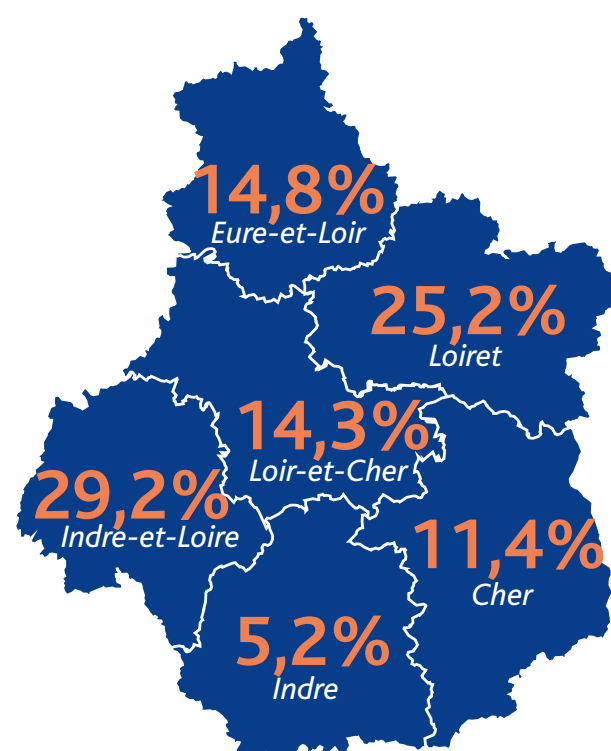 14,8%
Eure-et-Loir
25,2%
Loiret
14,3%
Loir-et-Cher
29,2%
Indre-et-Loire
11,4%
Cher
5,2%
Indre